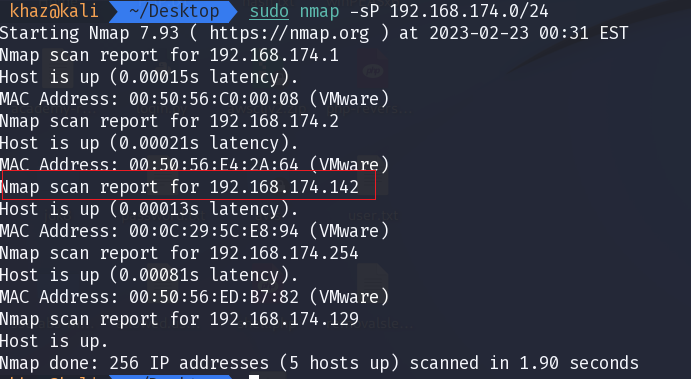 khaz@kali ~/Desktop sudo nmap -sP 192.168.174.0/24
Starting Nmap 7.93 ( https://nmap.org ) at 2023-02-23 00:31 EST
Nmap scan report for 192.168.174.1
Host is up (0.00015s latency).
MAC Address: 00:50:56:C0:00:08 (VMware)
Nmap scan report for 192.168.174.2
Host is up (0.00021s latency).
MAC Address: 00:50:56:E4:2A:64 (VMware)
Nmap scan report for 192.168.174.142
Host is up (0.00013s latency).
MAC Address: 00:0C:29:5C:E8:94 (VMware)
Nmap scan report for 192.168.174.254
Host is up (0.00081s latency).
MAC Address: 00:50:56:ED:B7:82 (VMware)
Nmap scan report for 192.168.174.129
Host is up.
Nmap done: 256 IP addresses (5 hosts up) scanned in 1.90 seconds
khaz@kali ~/Desktop